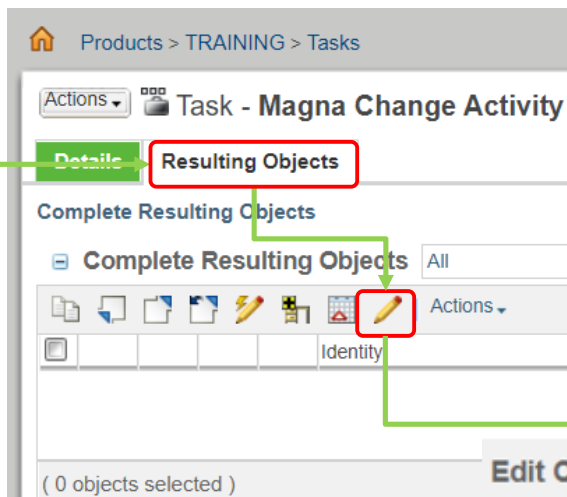 Products > TRAINING > Tasks
Actions Task - Magna Change Activity
Details Resulting Objects
Complete Resulting Objects
Complete Resulting Objects All
Actions
Identity
( 0 objects selected )
Edit